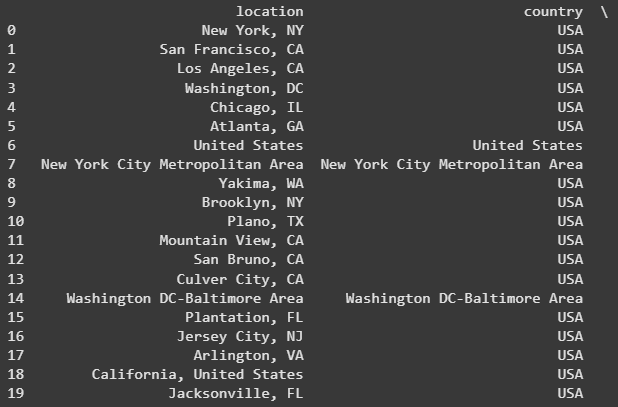 location country \
0 New York, NY USA
1 San Francisco, CA USA
2 Los Angeles, CA USA
3 Washington, DC USA
4 Chicago, IL USA
5 Atlanta, GA USA
6 United States United States
7 New York City Metropolitan Area New York City Metropolitan Area
8 Yakima, WA USA
9 Brooklyn, NY USA
10 Plano, TX USA
11 Mountain View, CA USA
12 San Bruno, CA USA
13 Culver City, CA USA
14 Washington DC-Baltimore Area Washington DC-Baltimore Area
15 Plantation, FL USA
16 Jersey City, NJ USA
17 Arlington, VA USA
18 California, United States USA
19 Jacksonville, FL USA